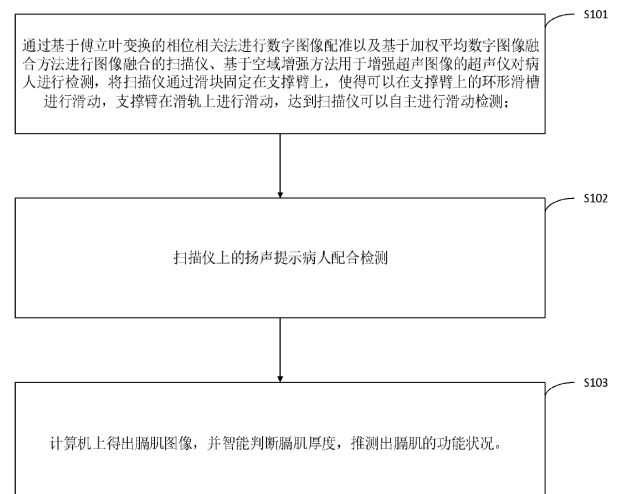 S101
通过基于傅立叶变换的相位相关法进行数字图像配准以及基于加权平均数字图像融
合方法进行图像融合的扫描仪、基于空域增强方法用于增强超声图像的超声仪对病
人进行检测，将扫描仪通过滑块固定在支撑臂上，使得可以在支撑臂上的环形滑槽
进行滑动，支撑臂在滑轨上进行滑动，达到扫描仪可以自主进行滑动检测；
S102
扫描仪上的扬声提示病人配合检测
S103
计算机上得出膈肌图像，并智能判断膈肌厚度，推测出膈肌的功能状况。